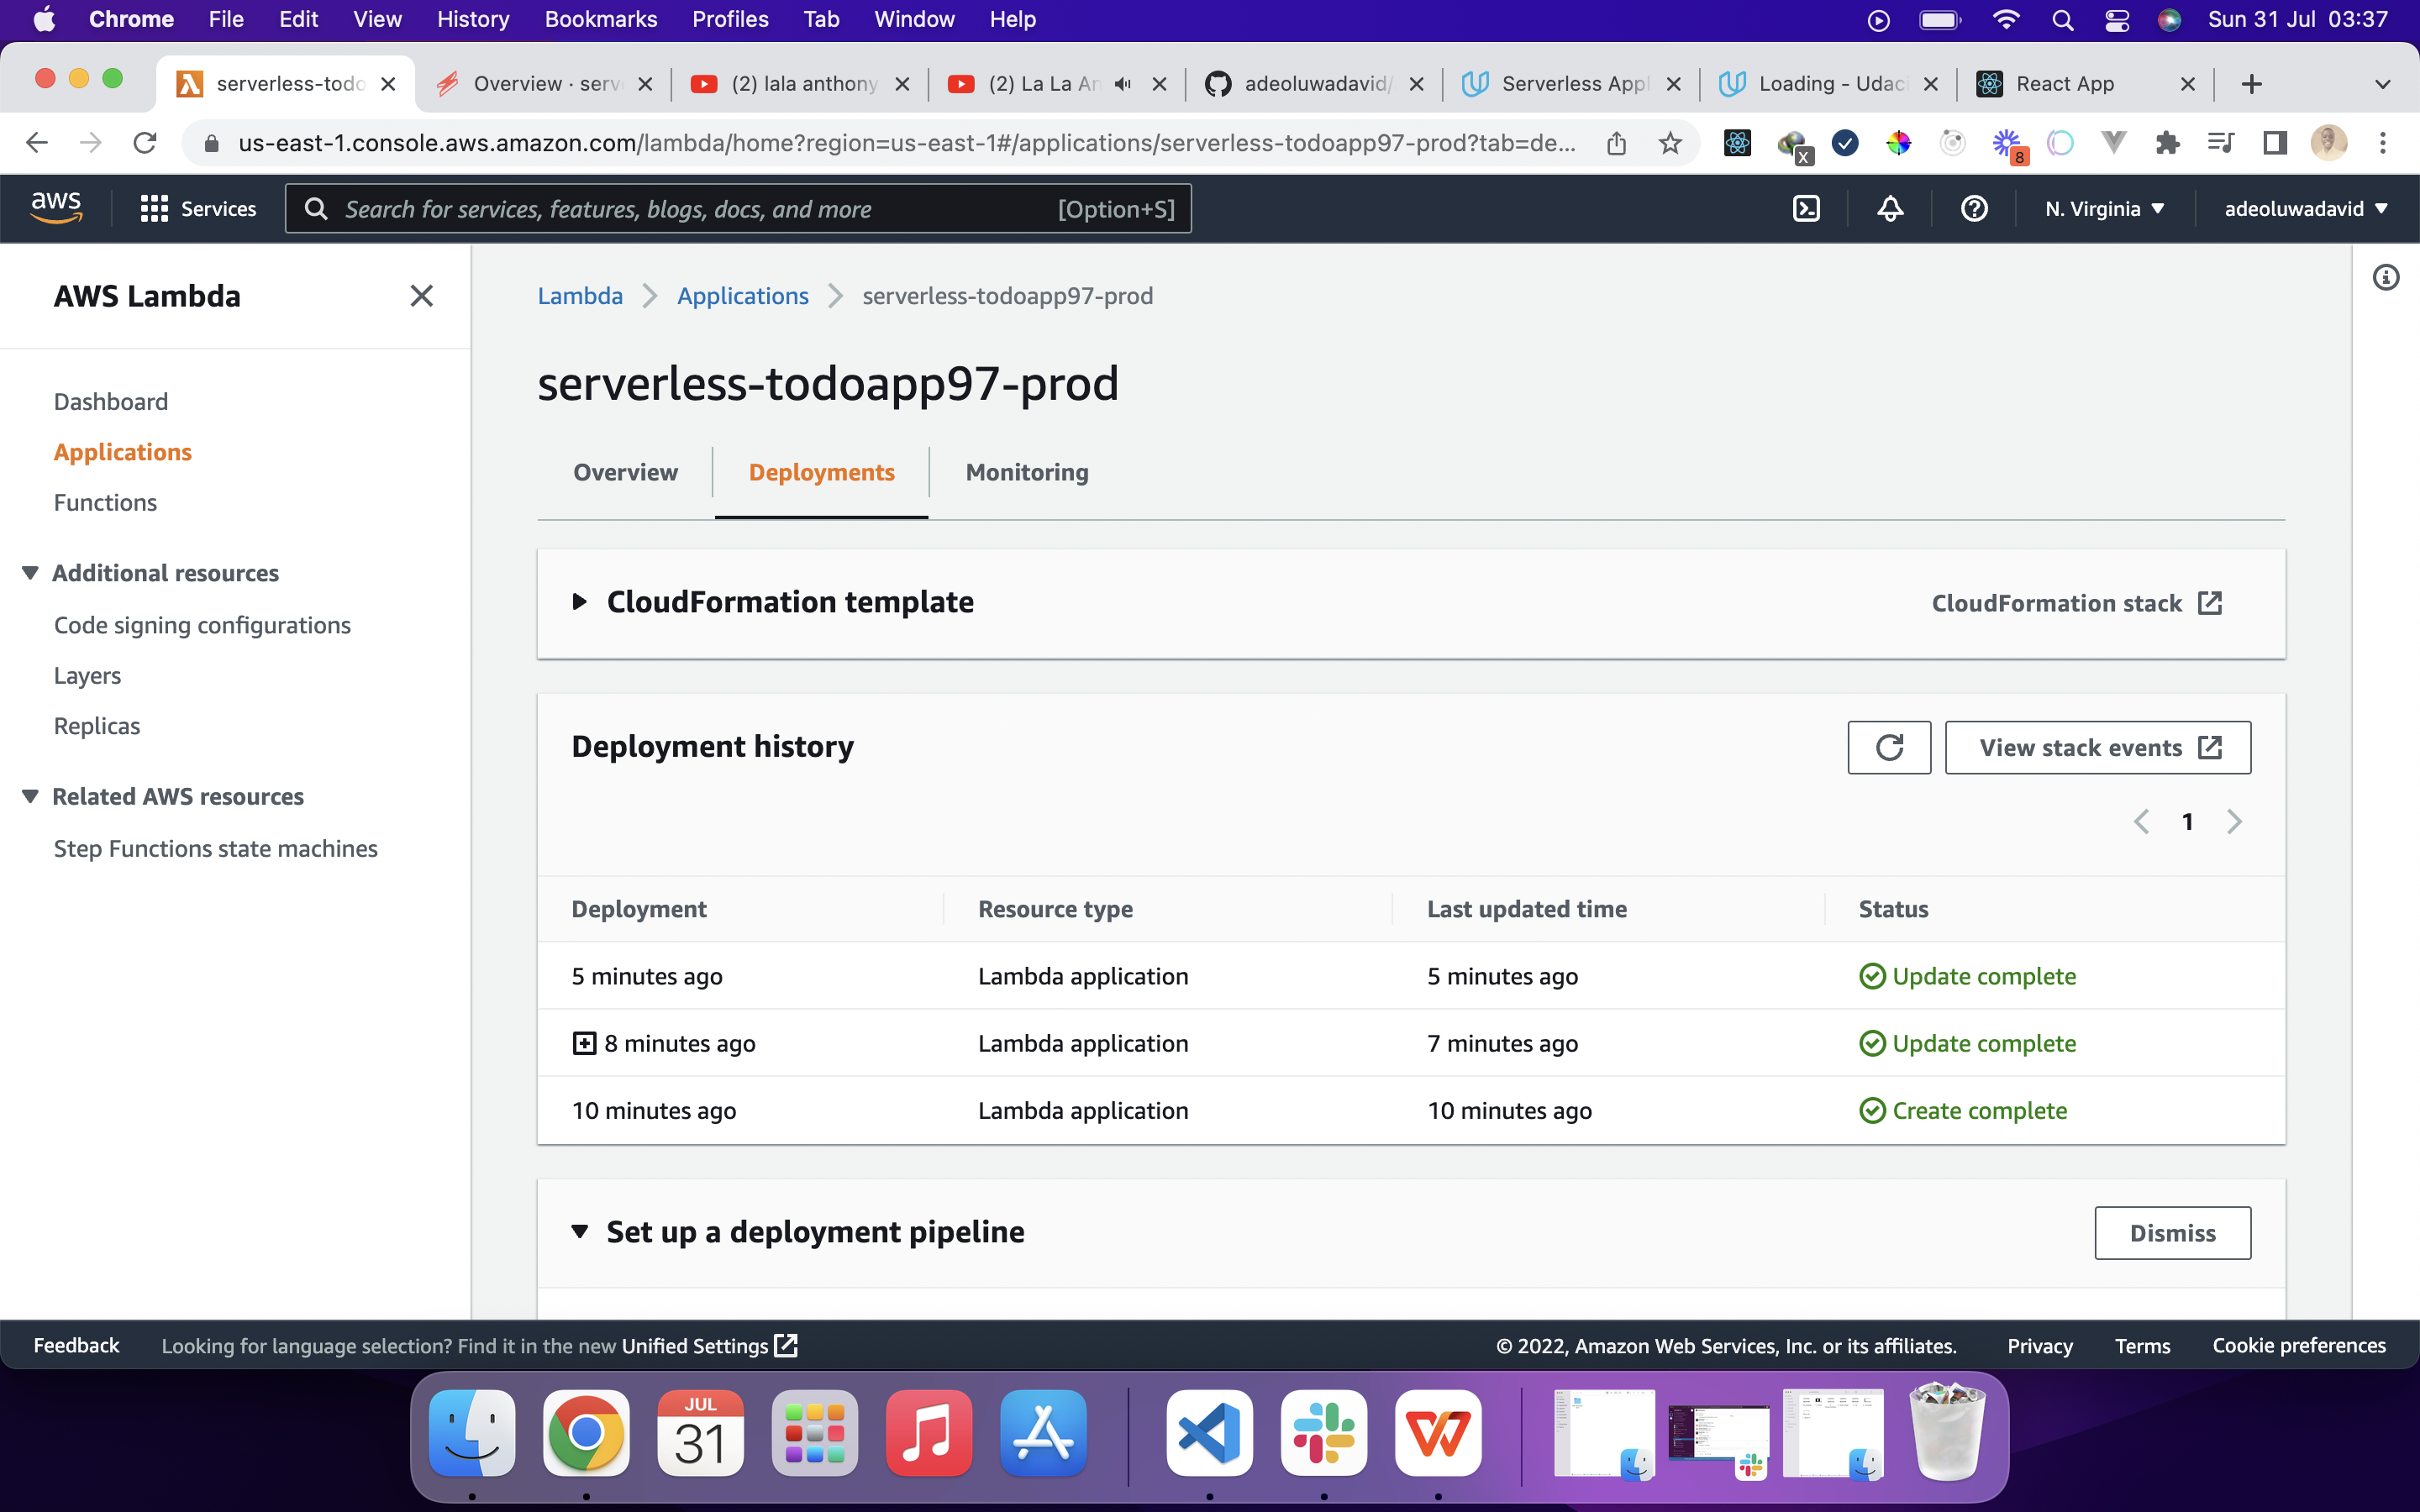 Chrome File Edit View History Bookmarks Profiles Tab Window Help Sun 31 Jul 03:37
serverless-todo Overview · serv (2) lala anthony (2) La La An adeoluwadavid/ Serverless Appl Loading - Udaci React App
us-east-1.console.aws.amazon.com/lambda/home?region=us-east-1#/applications/serverless-todoapp97-prod?tab=de... X 8
aws Services Search for services, features, blogs, docs, and more [Option+S] N. Virginia adeoluwadavid
AWS Lambda
Dashboard
Applications
Functions
Additional resources
Code signing configurations
Layers
Replicas
Related AWS resources
Step Functions state machines
Lambda Applications serverless-todoapp97-prod
serverless-todoapp97-prod
Overview Deployments Monitoring
CloudFormation template CloudFormation stack
Deployment history View stack events
1
Deployment Resource type Last updated time Status
5 minutes ago Lambda application 5 minutes ago Update complete
8 minutes ago Lambda application 7 minutes ago Update complete
10 minutes ago Lambda application 10 minutes ago Create complete
Set up a deployment pipeline Dismiss
Feedback Looking for language selection? Find it in the new Unified Settings © 2022, Amazon Web Services, Inc. or its affiliates. Privacy Terms Cookie preferences
JUL
31